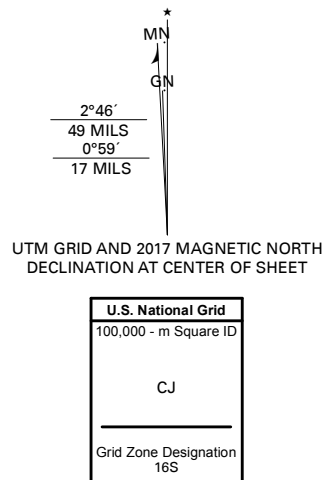 ★
MN
GN
2°46´
49 MILS
0°59´
17 MILS
UTM GRID AND 2017 MAGNETIC NORTH
DECLINATION AT CENTER OF SHEET
U.S. National Grid
100,000 - m Square ID
CJ
Grid Zone Designation
16S